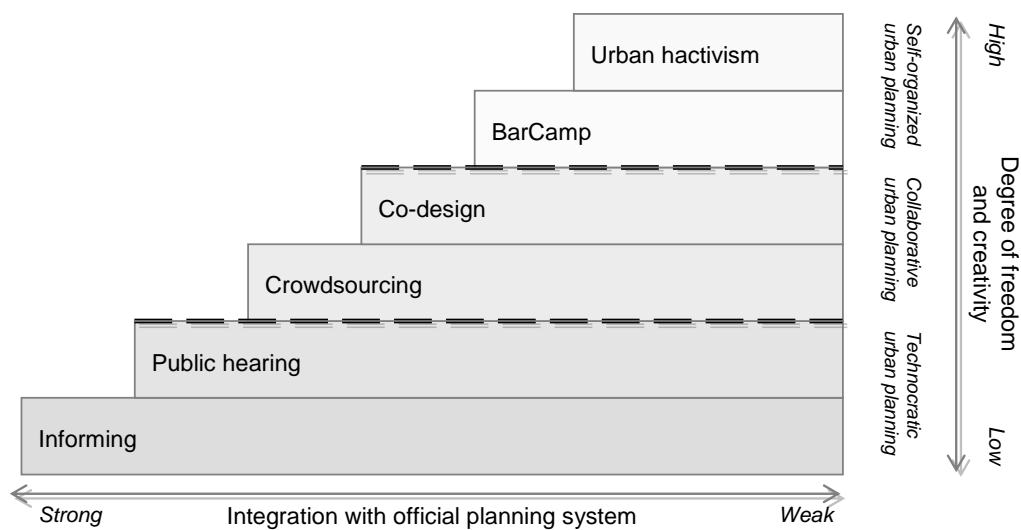 Urban hactivism
BarCamp
Co-design
Crowdsourcing
Public hearing
Informing
Self-organized
urban planning
Collaborative
urban planning
Technocratic
urban planning
High
Degree of freedom
and creativity
Low
Strong
Integration with official planning system
Weak